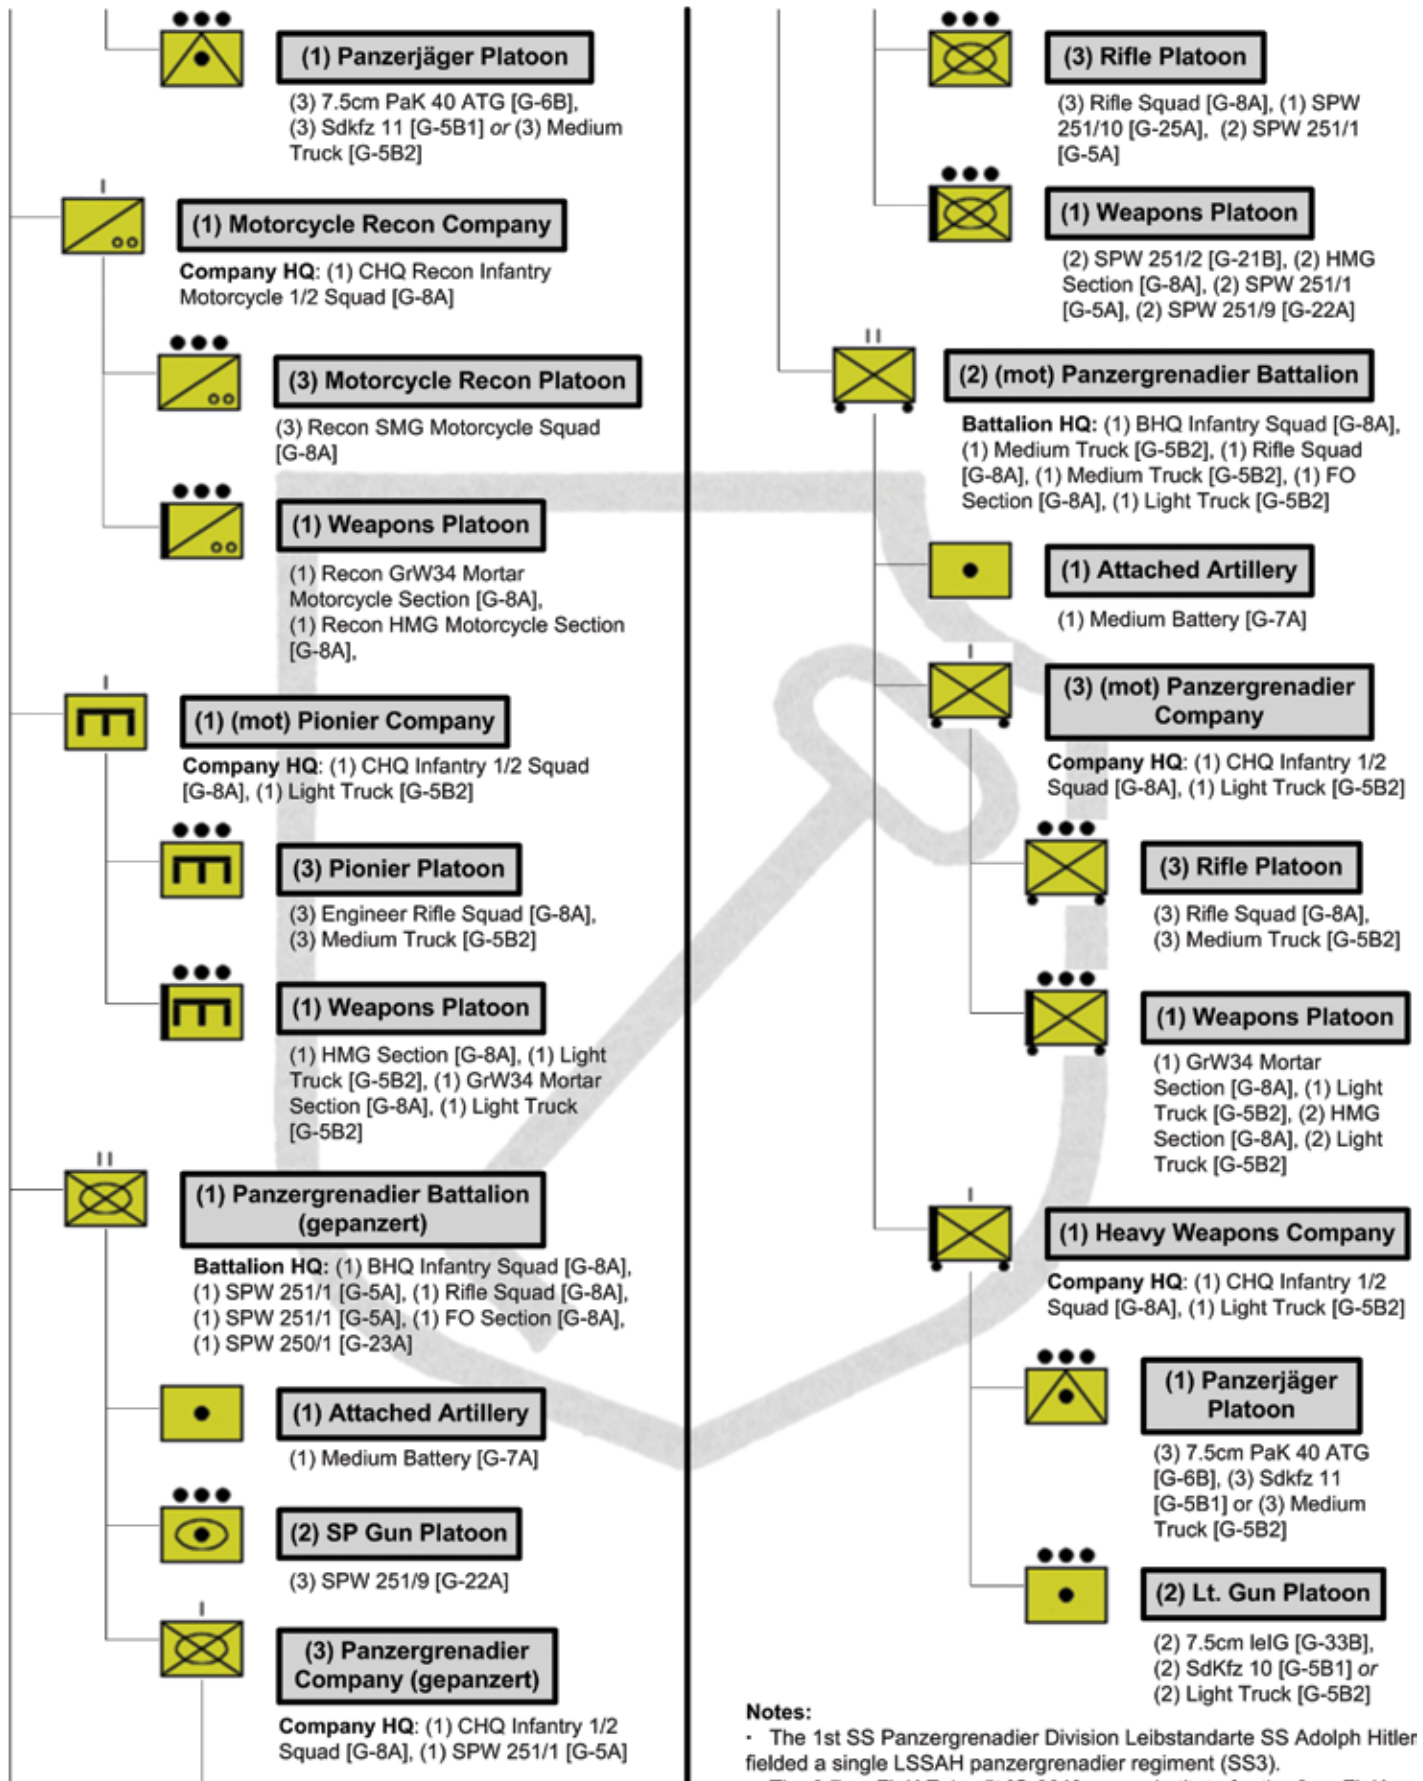 (1) Panzerjäger Platoon
(3) 7.5cm PaK 40 ATG [G-6B],
(3) Sdkfz 11 [G-5B1] or (3) Medium
Truck [G-5B2]
(1) Motorcycle Recon Company
Company HQ: (1) CHQ Recon Infantry
Motorcycle 1/2 Squad [G-8A]
(3) Motorcycle Recon Platoon
(3) Recon SMG Motorcycle Squad
[G-8A]
(1) Weapons Platoon
(1) Recon GrW34 Mortar
Motorcycle Section [G-8A],
(1) Recon HMG Motorcycle Section
[G-8A],
(1) (mot) Pionier Company
Company HQ: (1) CHQ Infantry 1/2 Squad
[G-8A], (1) Light Truck [G-5B2]
(3) Pionier Platoon
(3) Engineer Rifle Squad [G-8A],
(3) Medium Truck [G-5B2]
(1) Weapons Platoon
(1) HMG Section [G-8A], (1) Light
Truck [G-5B2], (1) GrW34 Mortar
Section [G-8A], (1) Light Truck
[G-5B2]
(1) Panzergrenadier Battalion
(gepanzert)
Battalion HQ: (1) BHQ Infantry Squad [G-8A],
(1) SPW 251/1 [G-5A], (1) Rifle Squad [G-8A],
(1) SPW 251/1 [G-5A], (1) FO Section [G-8A],
(1) SPW 250/1 [G-23A]
(1) Attached Artillery
(1) Medium Battery [G-7A]
(2) SP Gun Platoon
(3) SPW 251/9 [G-22A]
(3) Panzergrenadier
Company (gepanzert)
Company HQ: (1) CHQ Infantry 1/2
Squad [G-8A], (1) SPW 251/1 [G-5A]
(3) Rifle Platoon
(3) Rifle Squad [G-8A], (1) SPW
251/10 [G-25A], (2) SPW 251/1
[G-5A]
(1) Weapons Platoon
(2) SPW 251/2 [G-21B], (2) HMG
Section [G-8A], (2) SPW 251/1
[G-5A], (2) SPW 251/9 [G-22A]
(2) (mot) Panzergrenadier Battalion
Battalion HQ: (1) BHQ Infantry Squad [G-8A],
(1) Medium Truck [G-5B2], (1) Rifle Squad
[G-8A], (1) Medium Truck [G-5B2], (1) FO
Section [G-8A], (1) Light Truck [G-5B2]
(1) Attached Artillery
(1) Medium Battery [G-7A]
(3) (mot) Panzergrenadier
Company
Company HQ: (1) CHQ Infantry 1/2
Squad [G-8A], (1) Light Truck [G-5B2]
(3) Rifle Platoon
(3) Rifle Squad [G-8A],
(3) Medium Truck [G-5B2]
(1) Weapons Platoon
(1) GrW34 Mortar
Section [G-8A], (1) Light
Truck [G-5B2], (2) HMG
Section [G-8A], (2) Light
Truck [G-5B2]
(1) Heavy Weapons Company
Company HQ: (1) CHQ Infantry 1/2
Squad [G-8A], (1) Light Truck [G-5B2]
(1) Panzerjäger
Platoon
(3) 7.5cm PaK 40 ATG
[G-6B], (3) Sdkfz 11
[G-5B1] or (3) Medium
Truck [G-5B2]
(2) Lt. Gun Platoon
(2) 7.5cm leIG [G-33B],
(2) SdKfz 10 [G-5B1] or
(2) Light Truck [G-5B2]
Notes:
· The 1st SS Panzergrenadier Division Leibstandarte SS Adolph Hitler
fielded a single LSSAH panzergrenadier regiment (SS3).